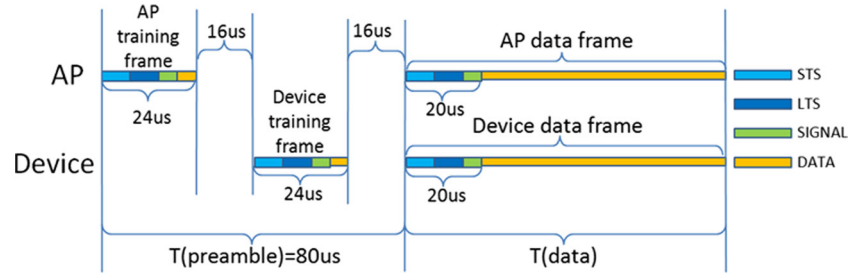 AP
training
frame
16us
16us
AP data frame
AP
24us
20us
Device
training
frame
Device data frame
Device
24us
20us
T(preamble)=80us
T(data)
STS
LTS
SIGNAL
DATA